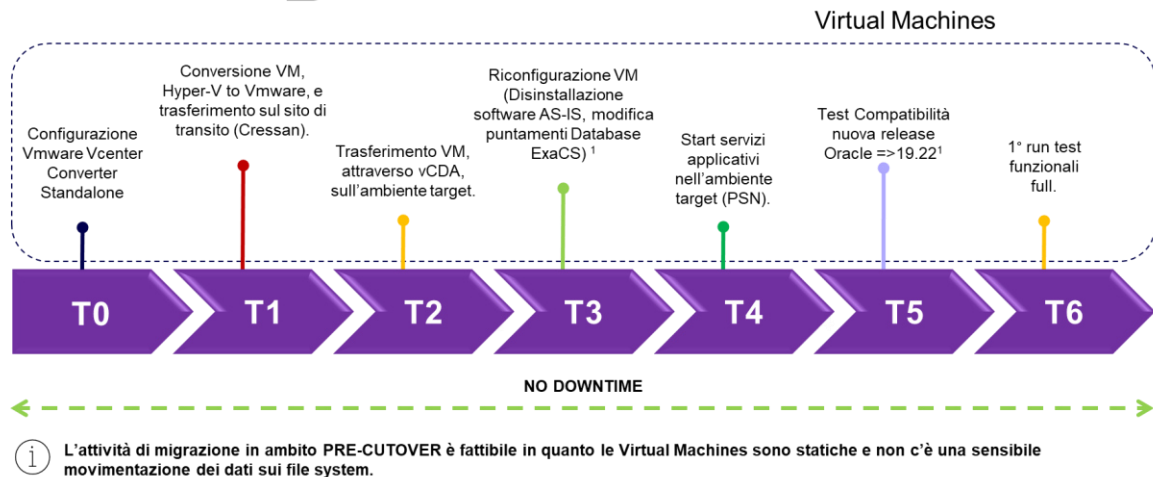 Virtual Machines
Configurazione
Vmware Vcenter
Converter
Standalone
Conversione VM,
Hyper-V to Vmware, e
trasferimento sul sito di
transito (Cressan).
Trasferimento VM,
attraverso vCDA,
sull'ambiente target.
Riconfigurazione VM
(Disinstallazione
software AS-IS, modifica
puntamenti Database
ExaCS) ¹
Start servizi
applicativi
nell'ambiente
target (PSN).
Test Compatibilità
nuova release
Oracle =>19.22¹
1° run test
funzionali
full.
T0
T1
T2
T3
T4
T5
T6
NO DOWNTIME
i
L'attività di migrazione in ambito PRE-CUTOVER è fattibile in quanto le Virtual Machines sono statiche e non c'è una sensibile
movimentazione dei dati sui file system.